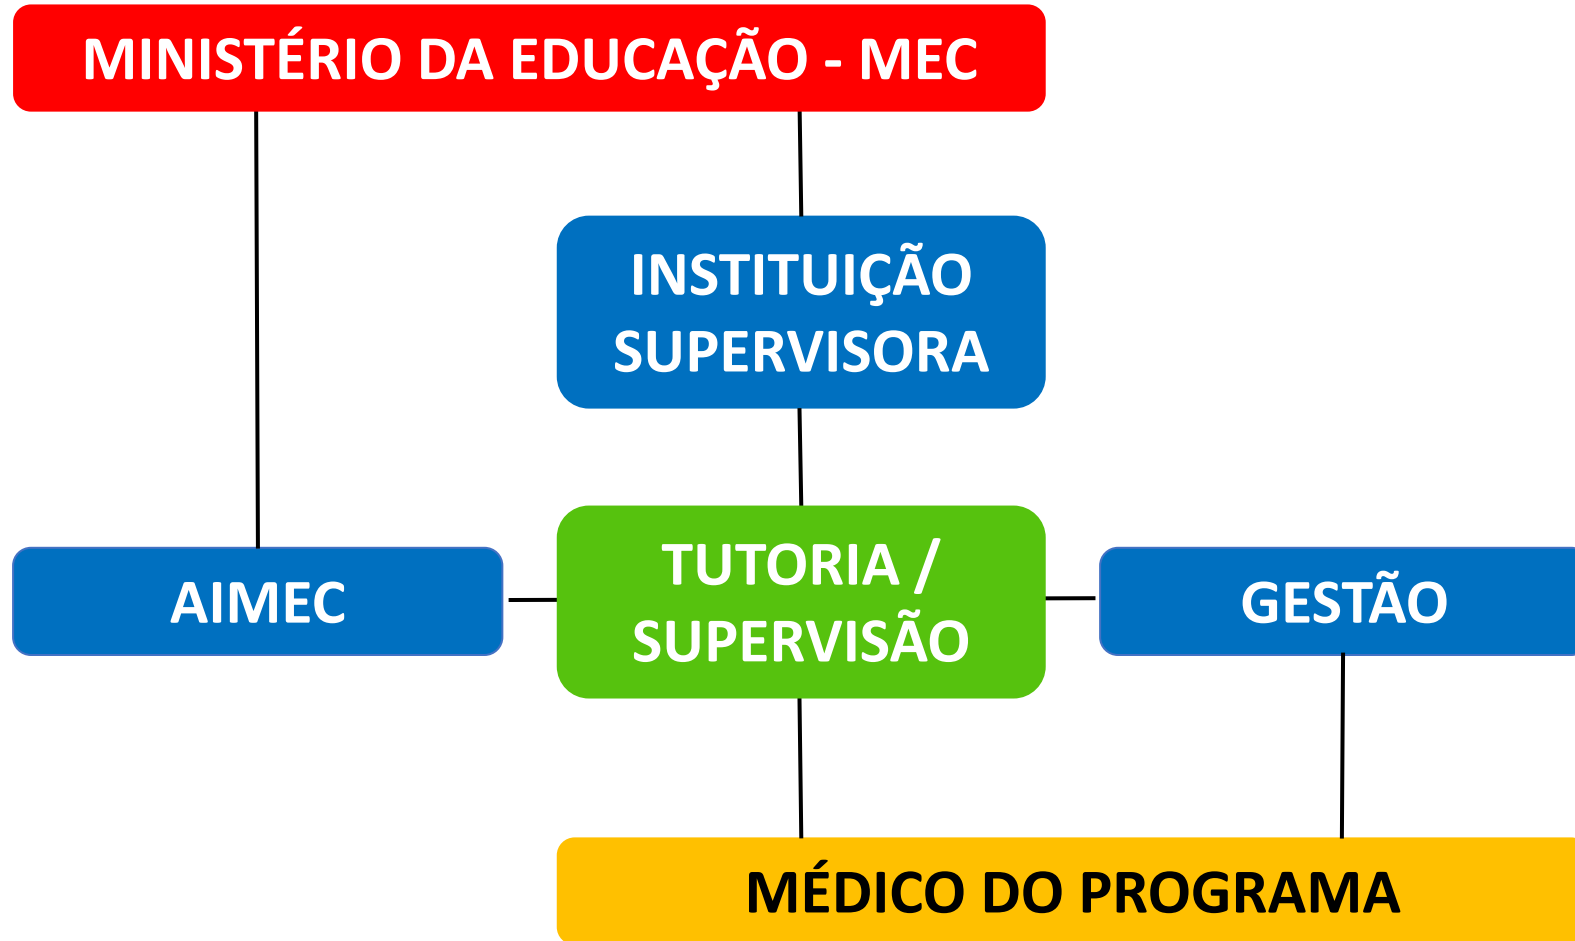 MINISTÉRIO DA EDUCAÇÃO - MEC
INSTITUIÇÃO
SUPERVISORA
AIMEC
TUTORIA /
SUPERVISÃO
GESTÃO
MÉDICO DO PROGRAMA